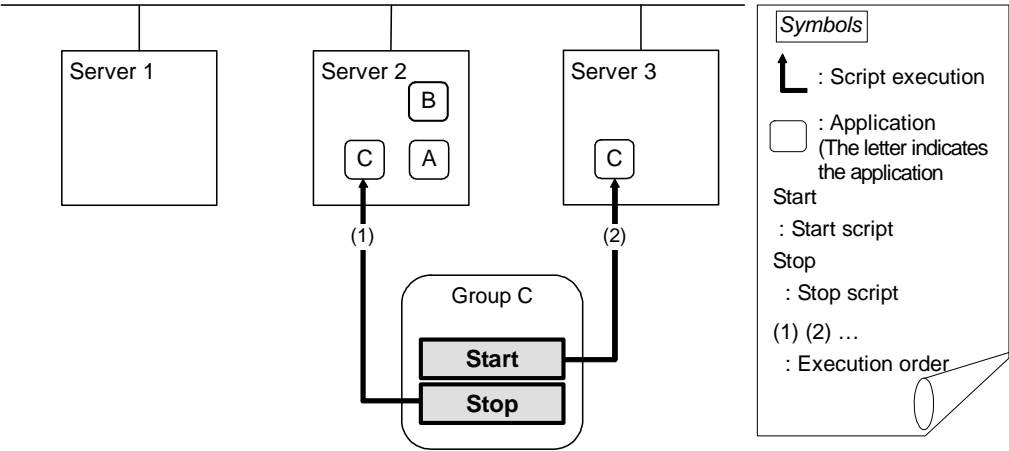 Server 1
Server 2
B
C
A
Server 3
C
(1)
(2)
Group C
Start
Stop
Symbols
: Script execution
: Application
(The letter indicates
the application
Start
: Start script
Stop
: Stop script
(1) (2) …
: Execution order